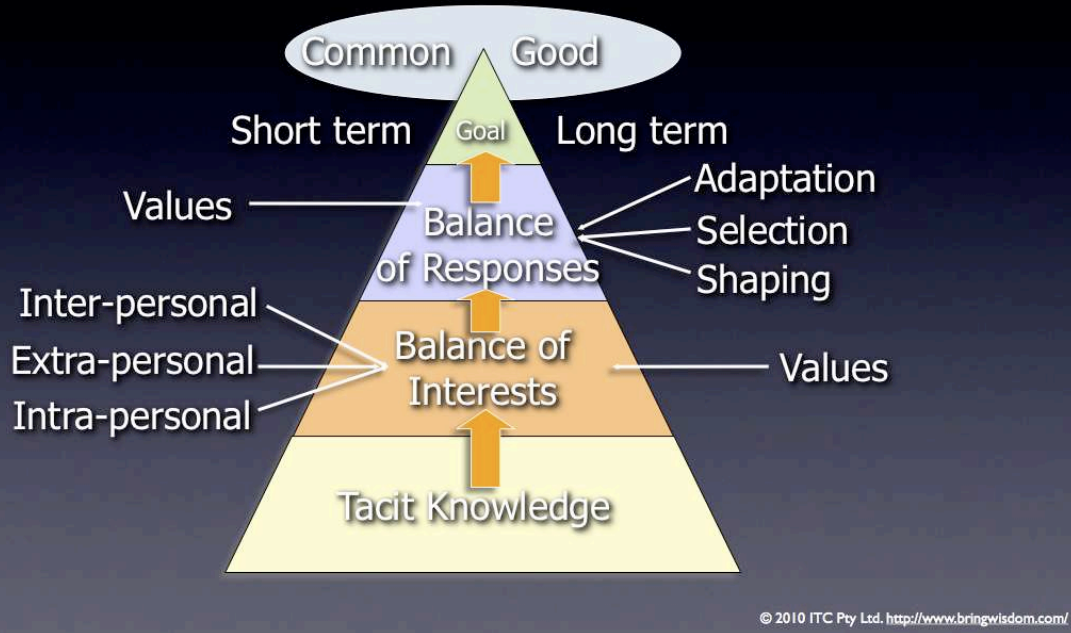 Common Good
Short term Goal Long term
Adaptation
Values
Balance
of Responses
Selection
Shaping
Inter-personal
Extra-personal
Intra-personal
Balance of
Interests
Values
Tacit Knowledge
© 2010 ITC Pty Ltd. http://www.bringwisdom.com/